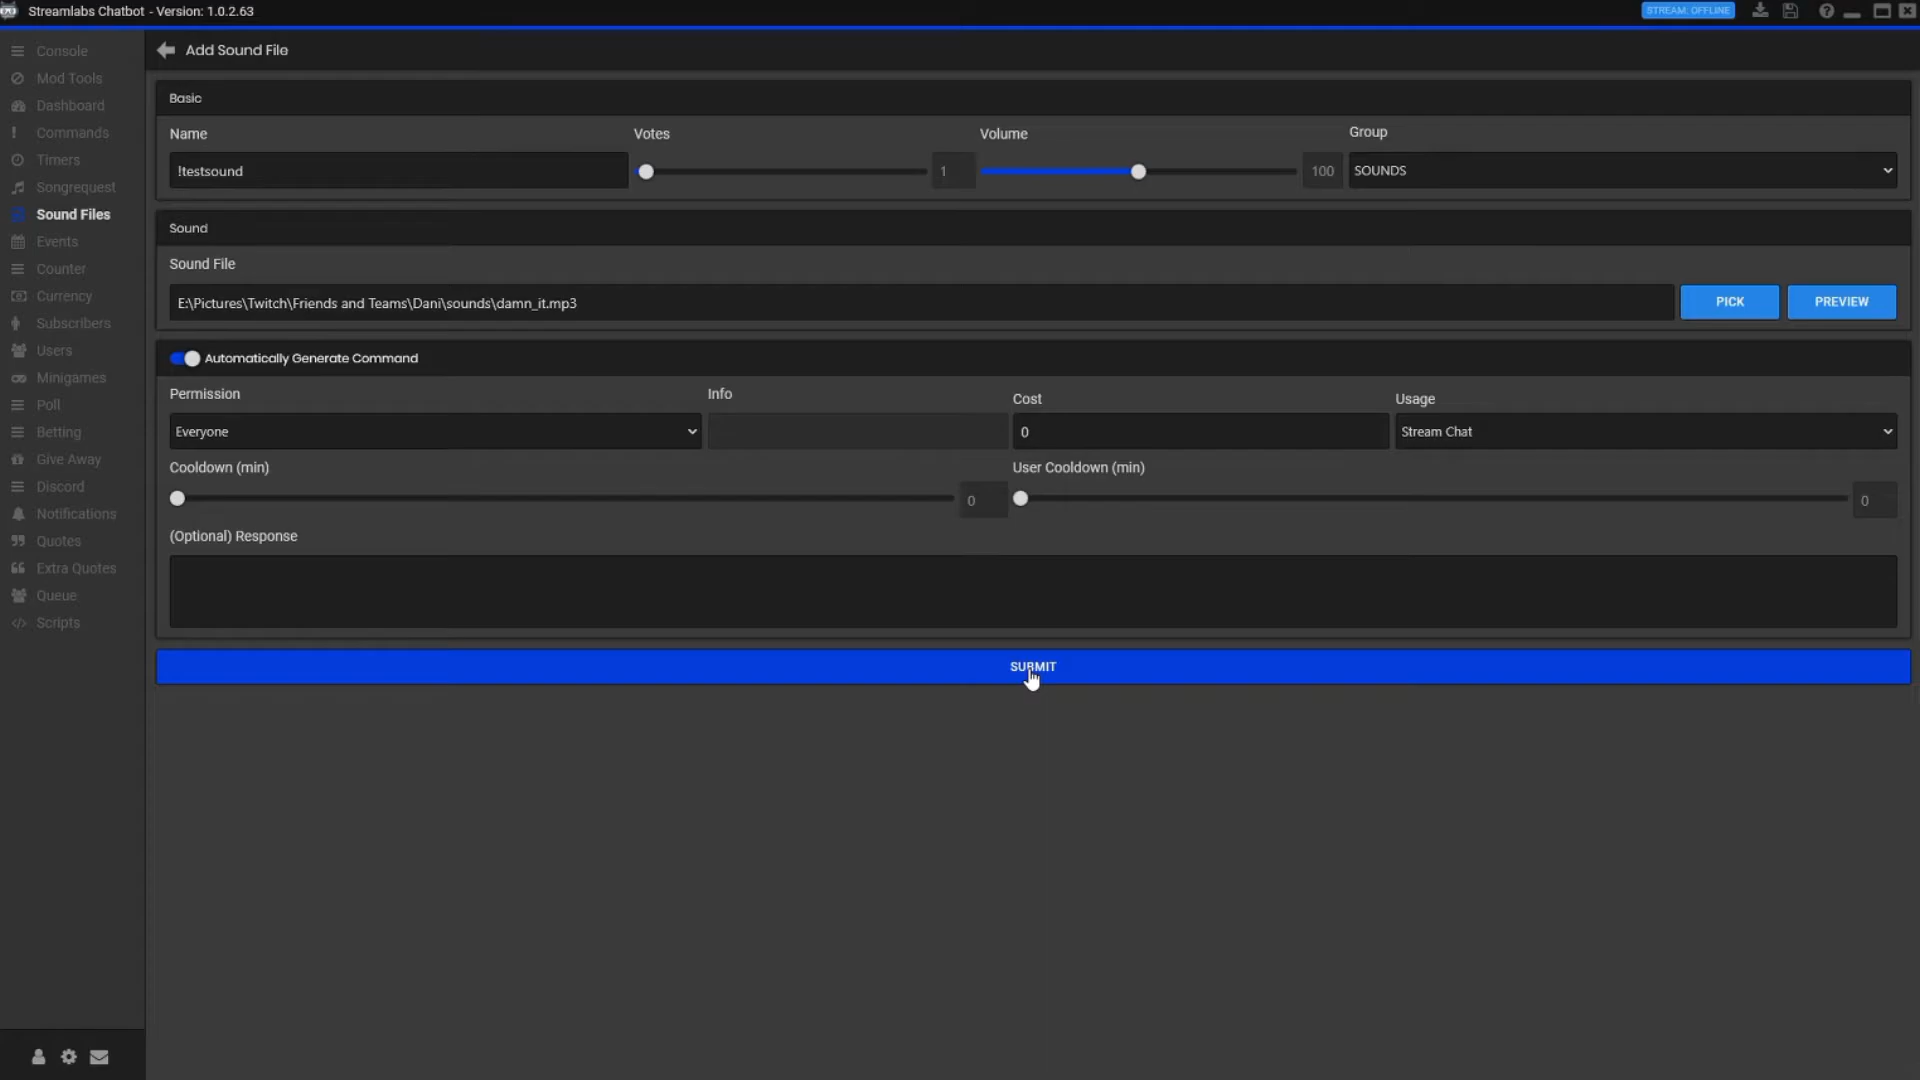 Streamlabs Chatbot - Version: 1.0.2.63
STREAM: OFFLINE
Console
Mod Tools
Dashboard
Commands
Timers
Songrequest
Sound Files
Events
Counter
Currency
Subscribers
Users
Minigames
Poll
Betting
Give Away
Discord
Notifications
Quotes
Extra Quotes
Queue
Scripts
Add Sound File
Basic
Name Votes Volume Group
!testsound 1 100 SOUNDS
Sound
Sound File
E:\Pictures\Twitch\Friends and Teams\Dani\sounds\damn_it.mp3 PICK PREVIEW
Automatically Generate Command
Permission Info Cost Usage
Everyone 0 Stream Chat
Cooldown (min) User Cooldown (min)
0 0
(Optional) Response
SUBMIT